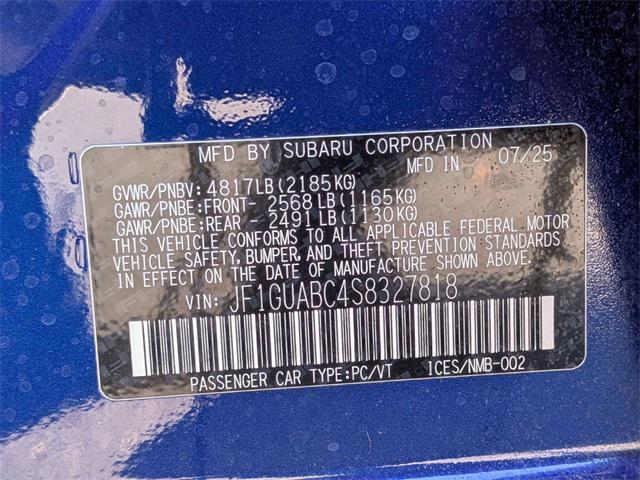 MFD BY SUBARU CORPORATION
MFD IN 07/25
GVWR/PNBV: 4817LB(2185KG)
GAWR/PNBE:FRONT- 2568LB(1165KG)
GAWR/PNBE:REAR 2491LB(1130KG)
THIS VEHICLE CONFORMS TO ALL APPLICABLE FEDERAL MOTOR
VEHICLE SAFETY, BUMPER, AND THEFT PREVENTION STANDARDS
IN EFFECT ON THE DATE OF MANUFACTURE SHOWN ABOVE.
VIN: JF1GUABC4S8327818
PASSENGER CAR TYPE:PC/VT ICES/NMB-002